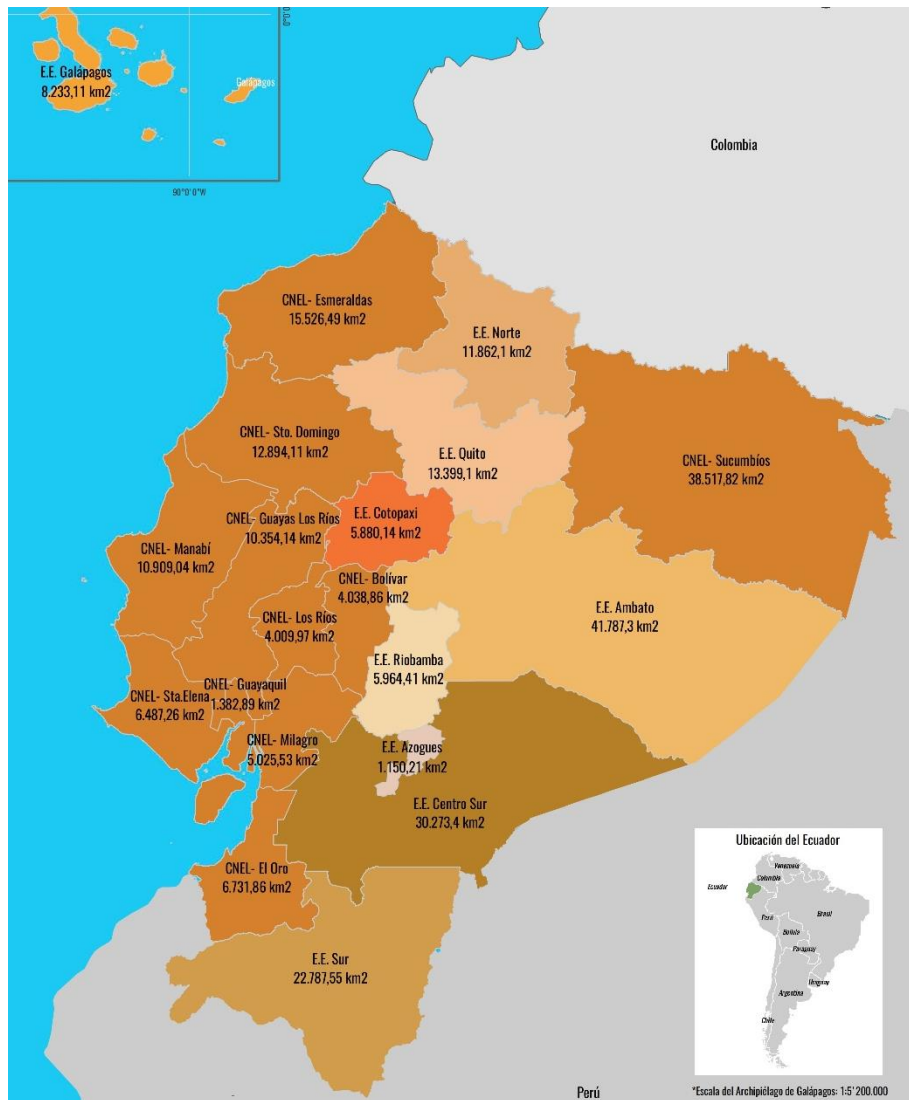 0°0'0"
E.E. Galápagos
8.233,11 km2
Galápagos
90°0'0"W
Colombia
CNEL- Esmeraldas
15.526,49 km2
E.E. Norte
11.862,1 km2
CNEL- Sto. Domingo
12.894,11 km2
E.E. Quito
13.399,1 km2
CNEL- Sucumbíos
38.517,82 km2
CNEL- Guayas Los Ríos
10.354,14 km2
E.E. Cotopaxi
5.880,14 km2
CNEL- Manabí
10.909,04 km2
CNEL- Bolívar
4.038,86 km2
E.E. Ambato
41.787,3 km2
CNEL- Los Ríos
4.009,97 km2
E.E. Riobamba
5.964,41 km2
CNEL- Guayaquil
1.382,89 km2
CNEL- Sta.Elena
6.487,26 km2
CNEL- Milagro
5.025,53 km2
E.E. Azogues
1.150,21 km2
E.E. Centro Sur
30.273,4 km2
CNEL- El Oro
6.731,86 km2
E.E. Sur
22.787,55 km2
Ubicación del Ecuador
Venezuela
Colombia
Ecuador
Perú
Brasil
Bolivia
Paraguay
Uruguay
Argentina
Chile
Perú
*Escala del Archipiélago de Galápagos: 1:5'200.000